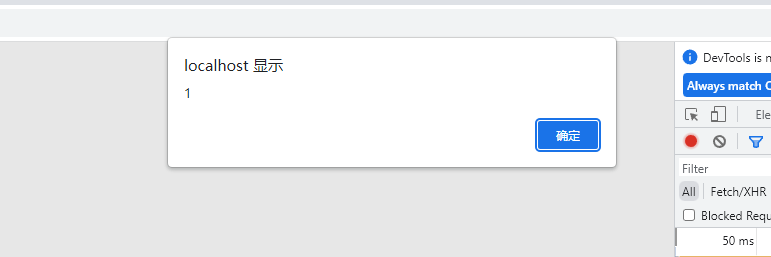 localhost 显示
1
确定
DevTools is n
Always match C
Ele
Filter
All
Fetch/XHR
Blocked Requ
50 ms